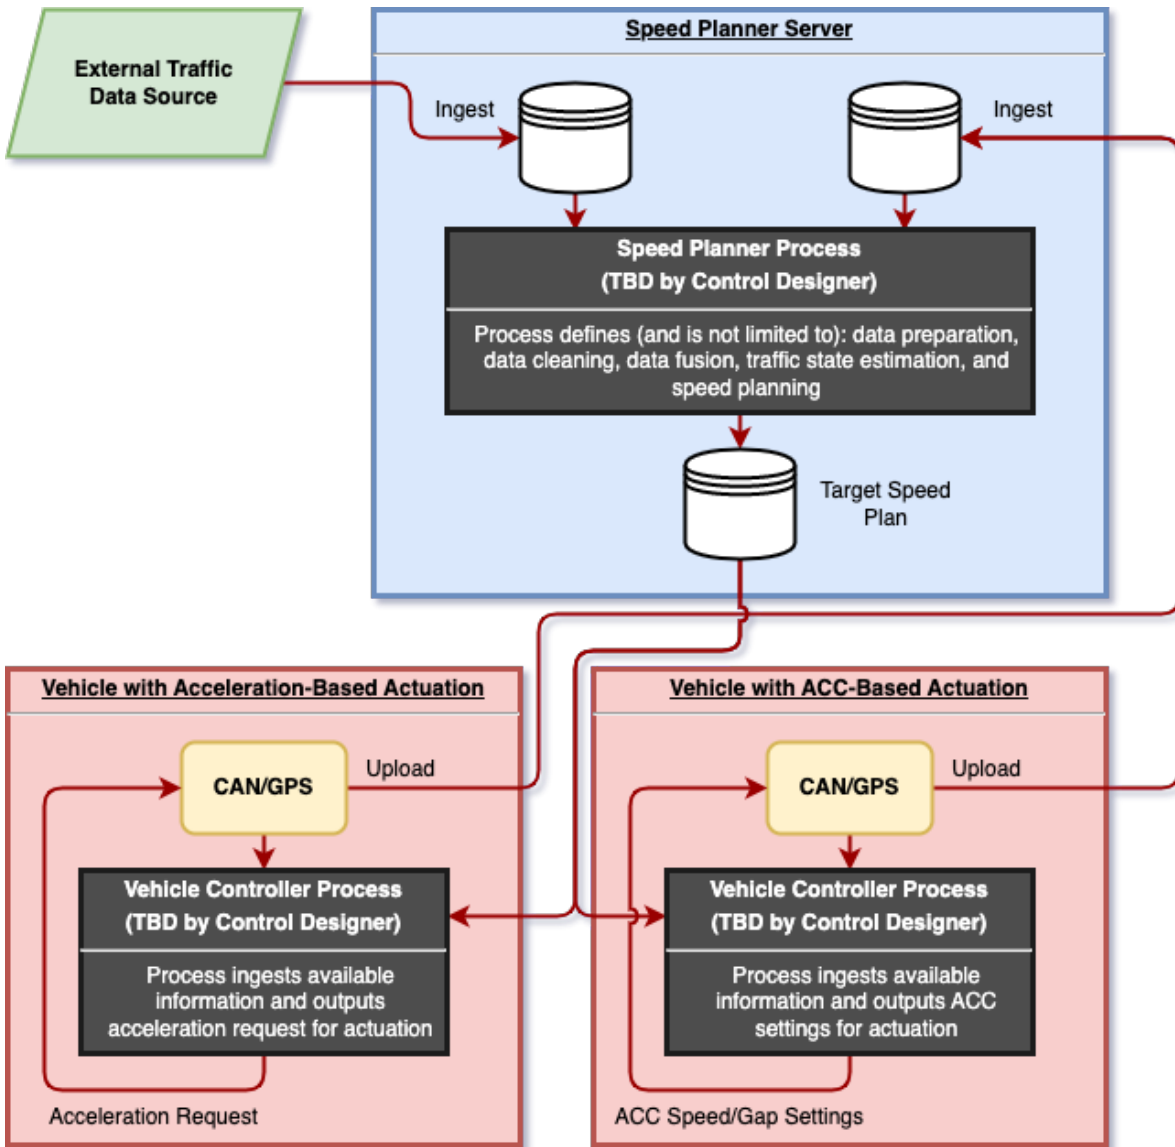 External Traffic
Data Source
Speed Planner Server
Ingest
Ingest
Speed Planner Process
(TBD by Control Designer)
Process defines (and is not limited to): data preparation,
data cleaning, data fusion, traffic state estimation, and
speed planning
Target Speed
Plan
Vehicle with Acceleration-Based Actuation
CAN/GPS
Upload
Vehicle Controller Process
(TBD by Control Designer)
Process ingests available
information and outputs
acceleration request for actuation
Acceleration Request
Vehicle with ACC-Based Actuation
CAN/GPS
Upload
Vehicle Controller Process
(TBD by Control Designer)
Process ingests available
information and outputs ACC
settings for actuation
ACC Speed/Gap Settings